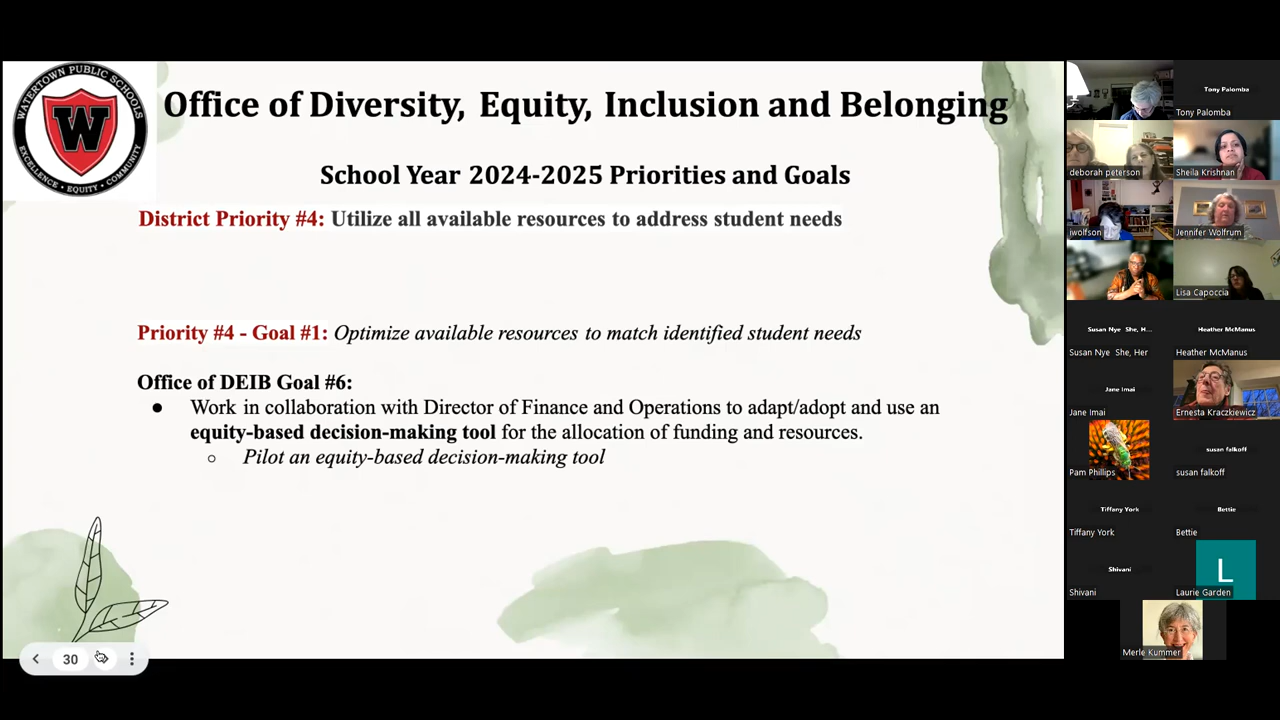 WATERTOWN PUBLIC SCHOOLS
W
EXCELLENCE • EQUITY • COMMUNITY
Office of Diversity, Equity, Inclusion and Belonging
School Year 2024-2025 Priorities and Goals
District Priority #4: Utilize all available resources to address student needs
Priority #4 - Goal #1: Optimize available resources to match identified student needs
Office of DEIB Goal #6:
● Work in collaboration with Director of Finance and Operations to adapt/adopt and use an
equity-based decision-making tool for the allocation of funding and resources.
○ Pilot an equity-based decision-making tool
30
Tony Palomba
Tony Palomba
deborah peterson
Sheila Krishnan
iwolfson
Jennifer Wolfrum
Lisa Capoccia
Susan Nye She, H...
Heather McManus
Susan Nye She, Her
Heather McManus
Jane Imai
Jane Imai
Ernesta Kraczkiewicz
susan falkoff
Pam Phillips
susan falkoff
Tiffany York
Bettie
Tiffany York
Bettie
Shivani
L
Shivani
Laurie Garden
Merle Kummer